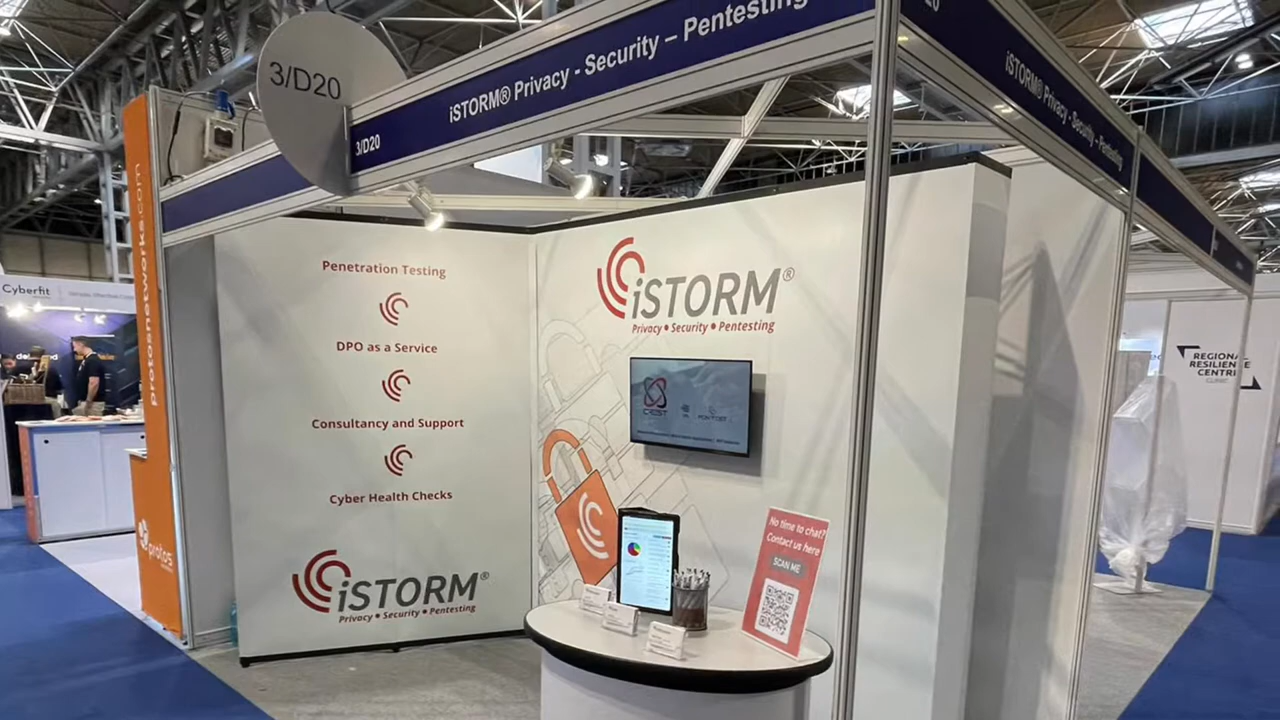 3/D20
iSTORM® Privacy - Security – Pentesting
3/D20
20
iSTORM® Privacy - Security - Pentesting
protosnetworks.com
protos
Cyberfit
Penetration Testing
DPO as a Service
Consultancy and Support
Cyber Health Checks
iSTORM®
Privacy • Security • Pentesting
iSTORM®
Privacy • Security • Pentesting
CREST
No time to chat?
Contact us here
SCAN ME
REGIONAL
RESILIENCE
CENTRE
CLINIC